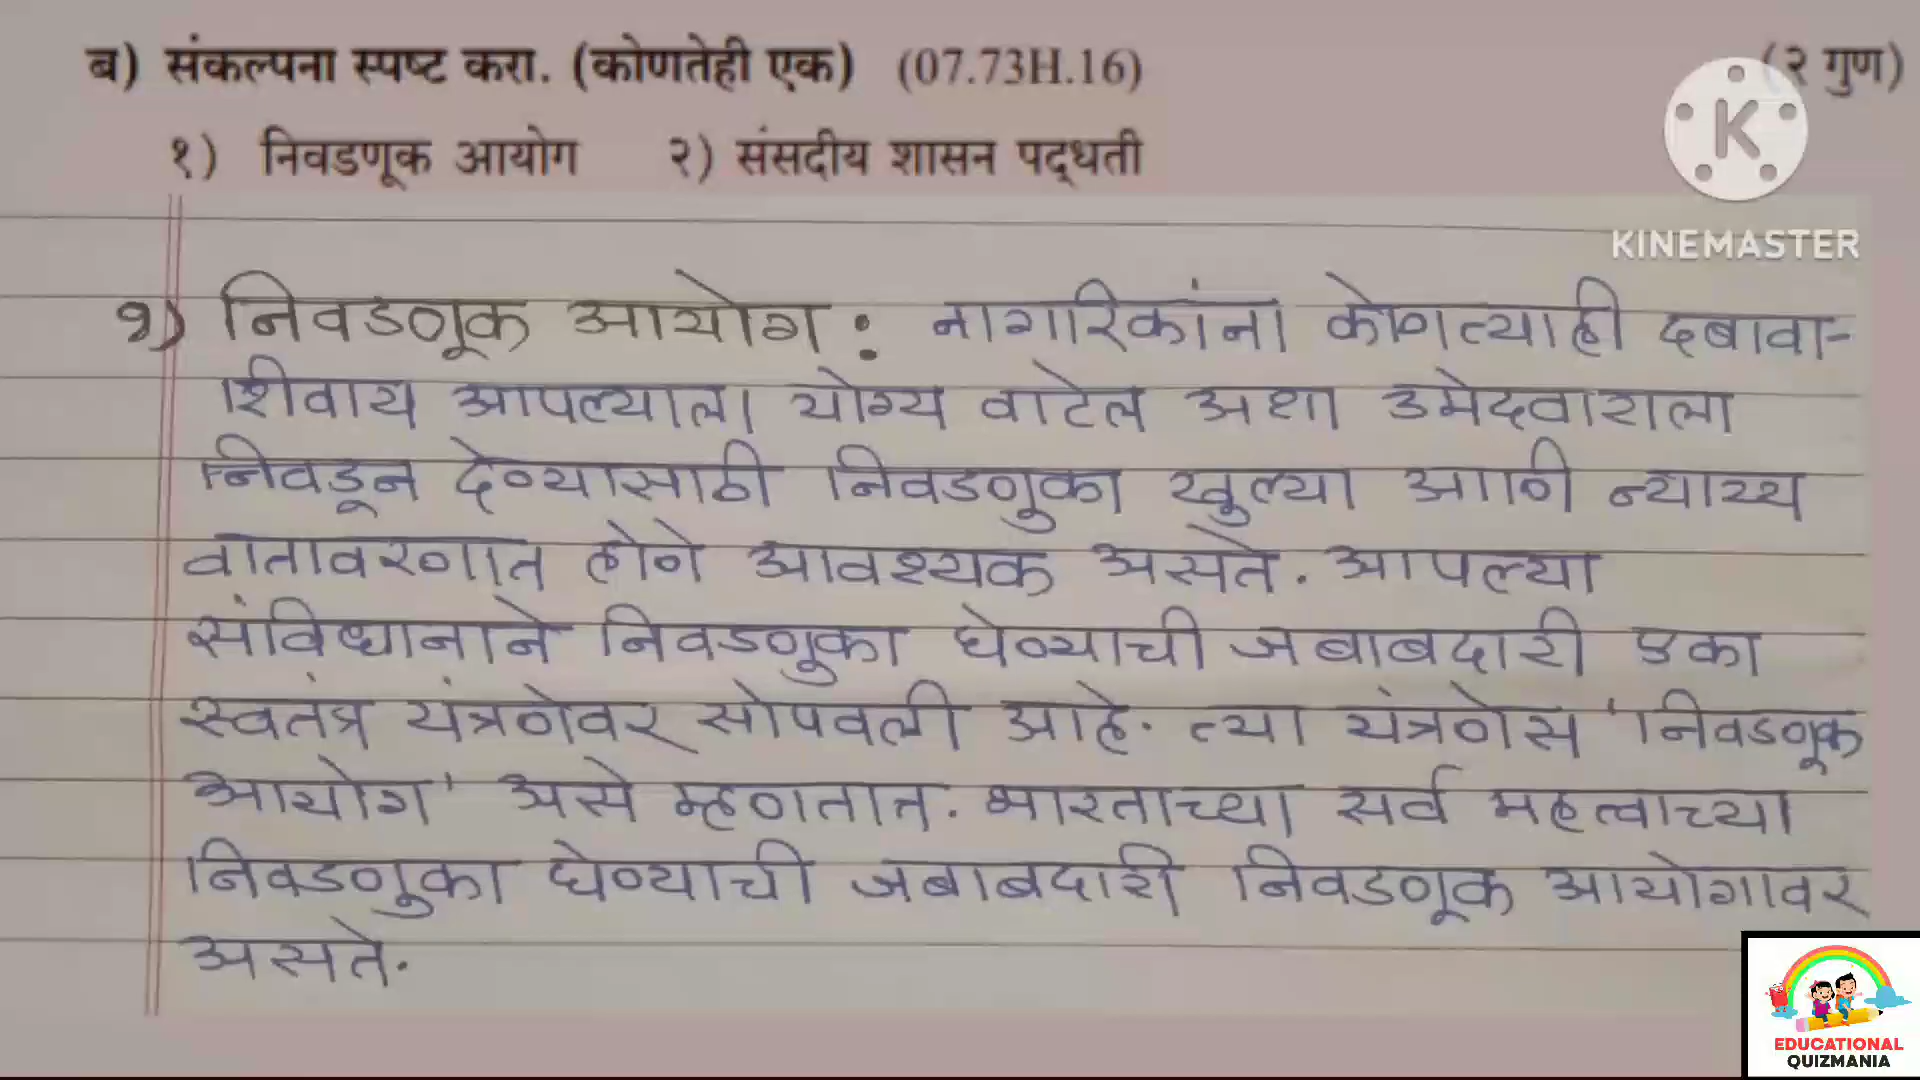 ब) संकल्पना स्पष्ट करा. (कोणतेही एक) (07.73H.16) (२ गुण)
१) निवडणूक आयोग २) संसदीय शासन पद्धती
K
KINEMASTER
१) निवडणूक आयोग : नागरिकांना कोणत्याही दबावा-
शिवाय आपल्याला योग्य वाटेल अशा उमेदवाराला
निवडून देण्यासाठी निवडणुका खुल्या आणि न्याय्य
वातावरणात होणे आवश्यक असते. आपल्या
संविधानाने निवडणुका घेण्याची जबाबदारी एका
स्वतंत्र यंत्रणेवर सोपवली आहे. त्या यंत्रणेस 'निवडणूक
आयोग' असे म्हणतात. भारताच्या सर्व महत्वाच्या
निवडणुका घेण्याची जबाबदारी निवडणूक आयोगावर
असते.
EDUCATIONAL
QUIZMANIA